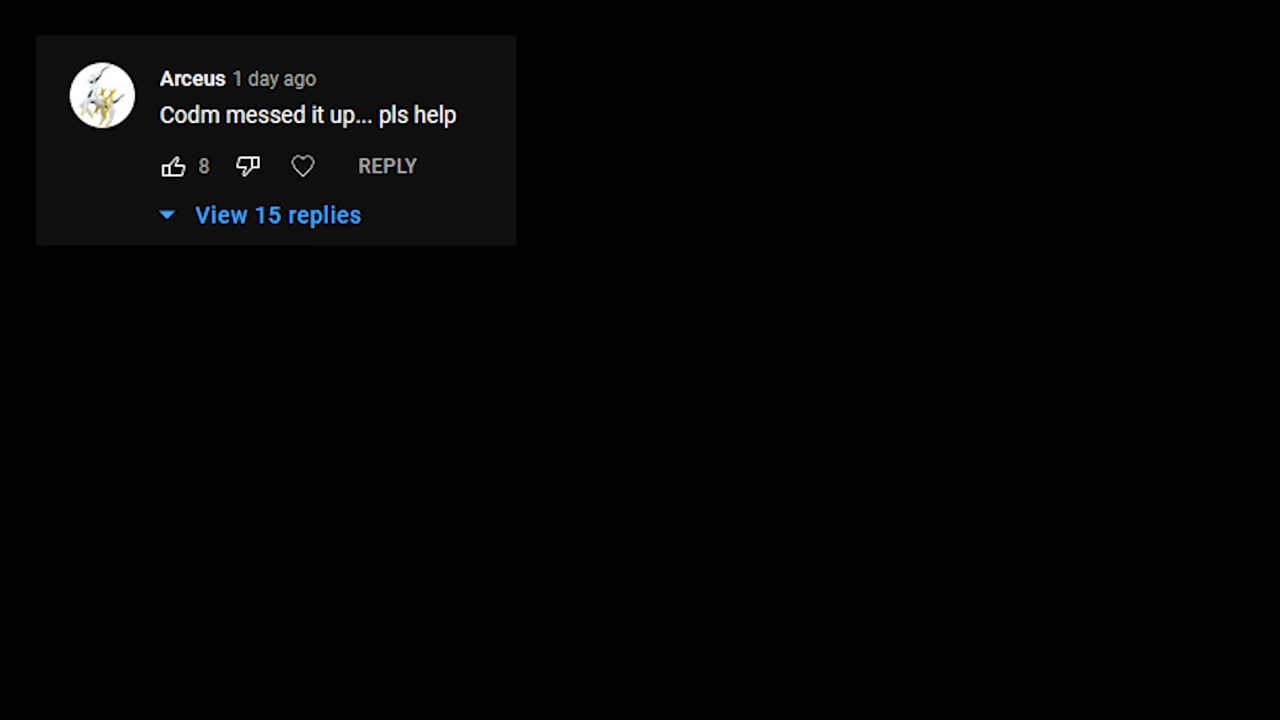 Arceus 1 day ago
Codm messed it up... pls help
8 REPLY
View 15 replies